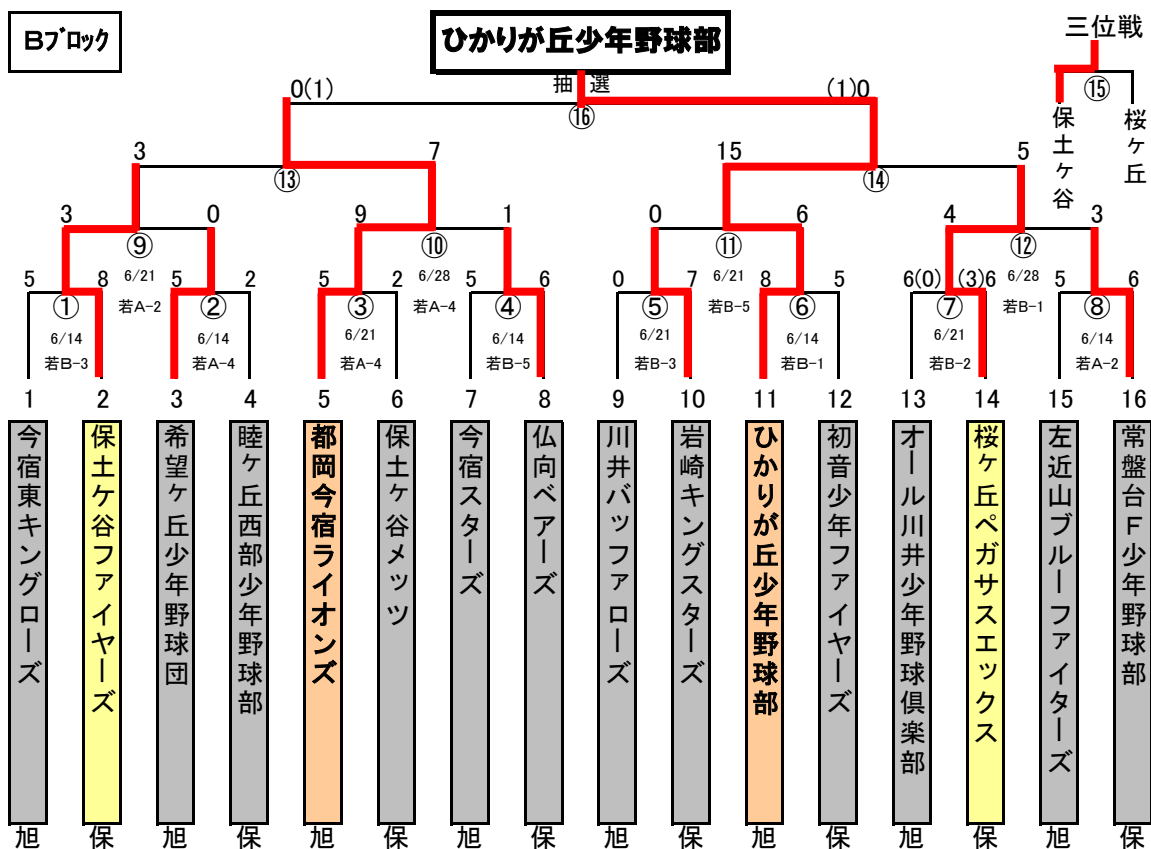 Bブロック
ひかりが丘少年野球部
三位戦
抽選
0(1)
(1)0
⑯
⑮
保土ヶ谷
桜ヶ丘
3
7
15
5
⑬
⑭
3
0
9
1
0
6
4
3
⑨
⑩
⑪
⑫
6/21
6/28
6/21
6/28
若A-2
若A-4
若B-5
若B-1
5
8
5
2
5
2
5
6
0
7
8
5
6(0)
(3)6
5
6
①
②
③
④
⑤
⑥
⑦
⑧
6/14
6/14
6/21
6/14
6/21
6/14
6/21
6/14
若B-3
若A-4
若A-4
若B-5
若B-3
若B-1
若B-2
若A-2
1
2
3
4
5
6
7
8
9
10
11
12
13
14
15
16
今宿東キングローズ
保土ケ谷ファイヤーズ
希望ヶ丘少年野球団
睦ヶ丘西部少年野球部
都岡今宿ライオンズ
保土ヶ谷メッツ
今宿スターズ
仏向ベアーズ
川井バッファローズ
岩崎キングスターズ
ひかりが丘少年野球部
初音少年ファイヤーズ
オール川井少年野球倶楽部
桜ヶ丘ペガサスエックス
左近山ブルーファイターズ
常盤台F少年野球部
旭
保
旭
保
旭
保
旭
保
旭
保
旭
保
旭
保
旭
保